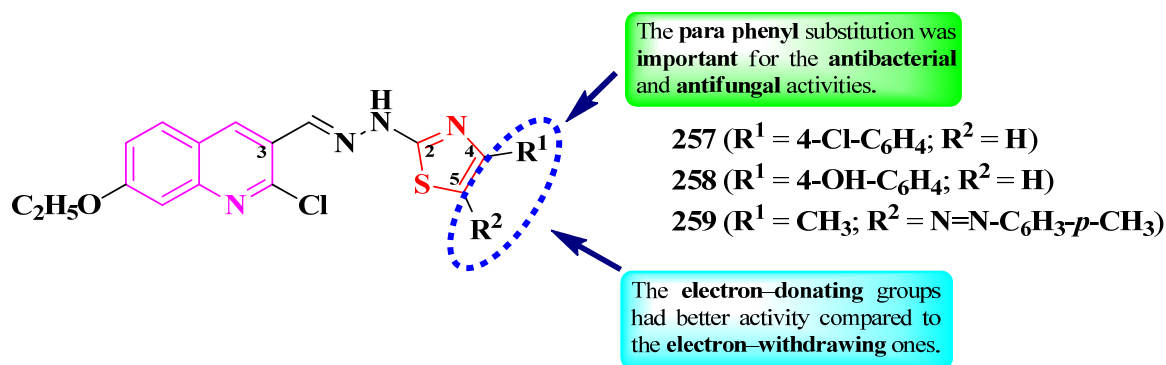 The para phenyl substitution was
important for the antibacterial
and antifungal activities.
H
N
N
N
3
2
4
R1
5
S
R2
C2H5O
N
Cl
257 (R1 = 4-Cl-C6H4; R2 = H)
258 (R1 = 4-OH-C6H4; R2 = H)
259 (R1 = CH3; R2 = N=N-C6H3-p-CH3)
The electron–donating groups
had better activity compared to
the electron–withdrawing ones.